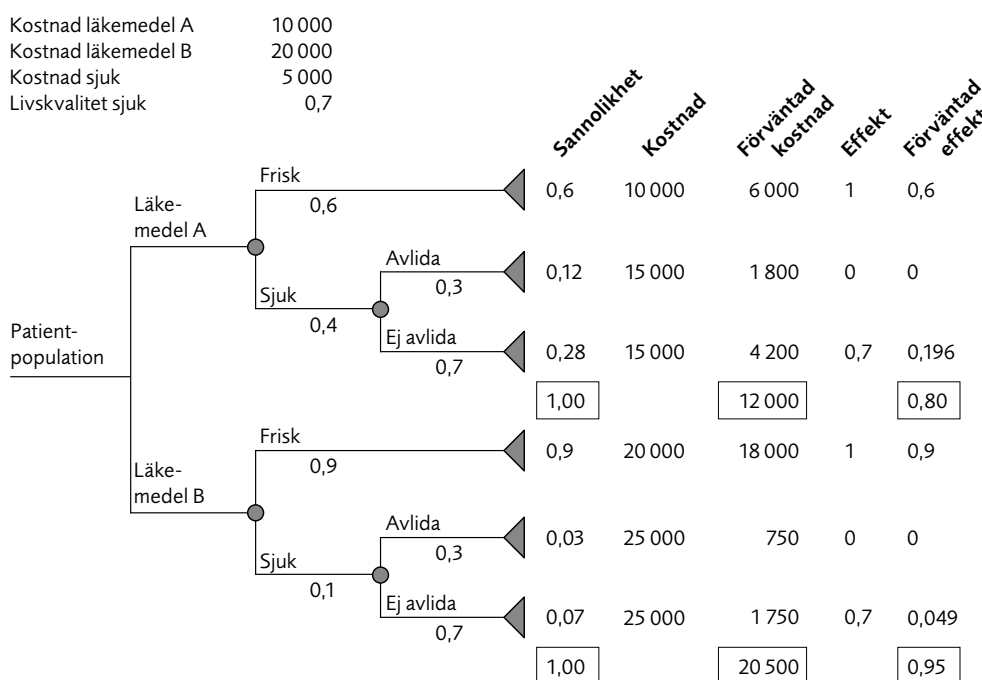 Kostnad läkemedel A 10 000
Kostnad läkemedel B 20 000
Kostnad sjuk 5 000
Livskvalitet sjuk 0,7
Sannolikhet
Kostnad
Förväntad
kostnad
Effekt
Förväntad
effekt
Frisk
0,6
0,6 10 000 6 000 1 0,6
Läke-
medel A
Avlida
0,3
0,12 15 000 1 800 0 0
Sjuk
0,4
Ej avlida
0,7
0,28 15 000 4 200 0,7 0,196
Patient-
population
1,00 12 000 0,80
Frisk
0,9
0,9 20 000 18 000 1 0,9
Läke-
medel B
Avlida
0,3
0,03 25 000 750 0 0
Sjuk
0,1
Ej avlida
0,7
0,07 25 000 1 750 0,7 0,049
1,00 20 500 0,95